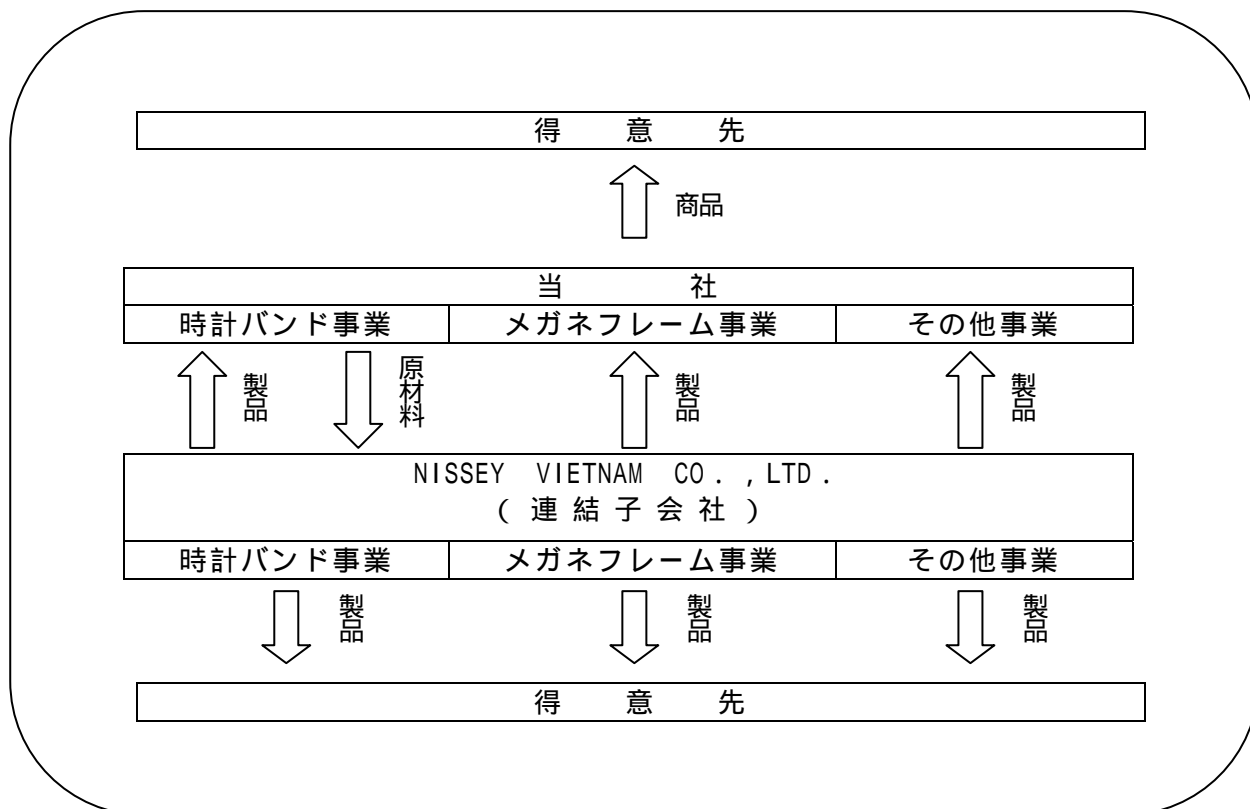 得 意 先
商品
当 社
時計バンド事業 メガネフレーム事業 その他事業
製品 原材料 製品 製品
NISSEY VIETNAM CO.,LTD.
(連結子会社)
時計バンド事業 メガネフレーム事業 その他事業
製品 製品 製品
得 意 先